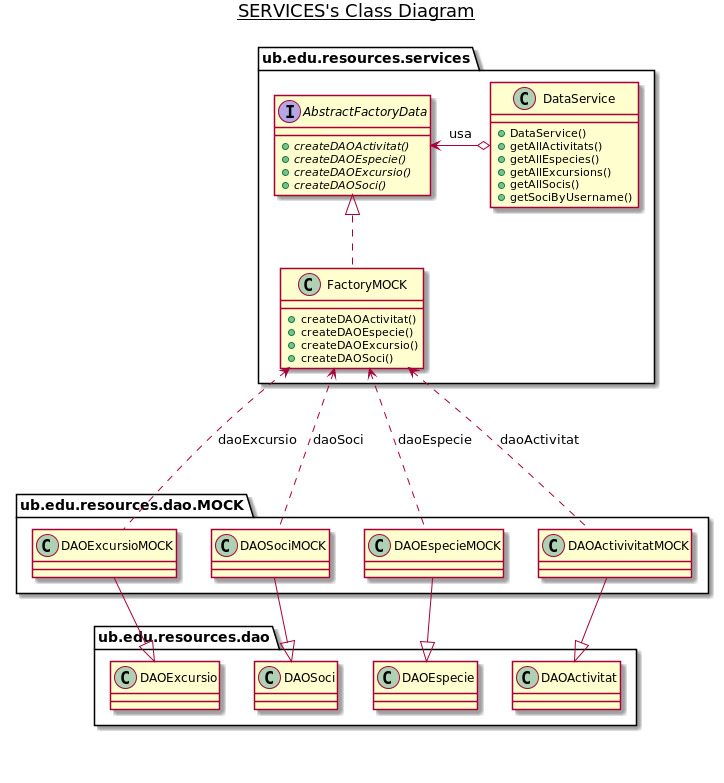 SERVICES's Class Diagram
ub.edu.resources.services
I AbstractFactoryData
createDAOActivitat()
createDAOEspecie()
createDAOExcursio()
createDAOSoci()
usa
C DataService
DataService()
getAllActivitats()
getAllEspecies()
getAllExcursions()
getAllSocis()
getSociByUsername()
C FactoryMOCK
createDAOActivitat()
createDAOEspecie()
createDAOExcursio()
createDAOSoci()
daoExcursio
daoSoci
daoEspecie
daoActivitat
ub.edu.resources.dao.MOCK
C DAOExcursioMOCK
C DAOSociMOCK
C DAOEspecieMOCK
C DAOActivivitatMOCK
ub.edu.resources.dao
C DAOExcursio
C DAOSoci
C DAOEspecie
C DAOActivitat